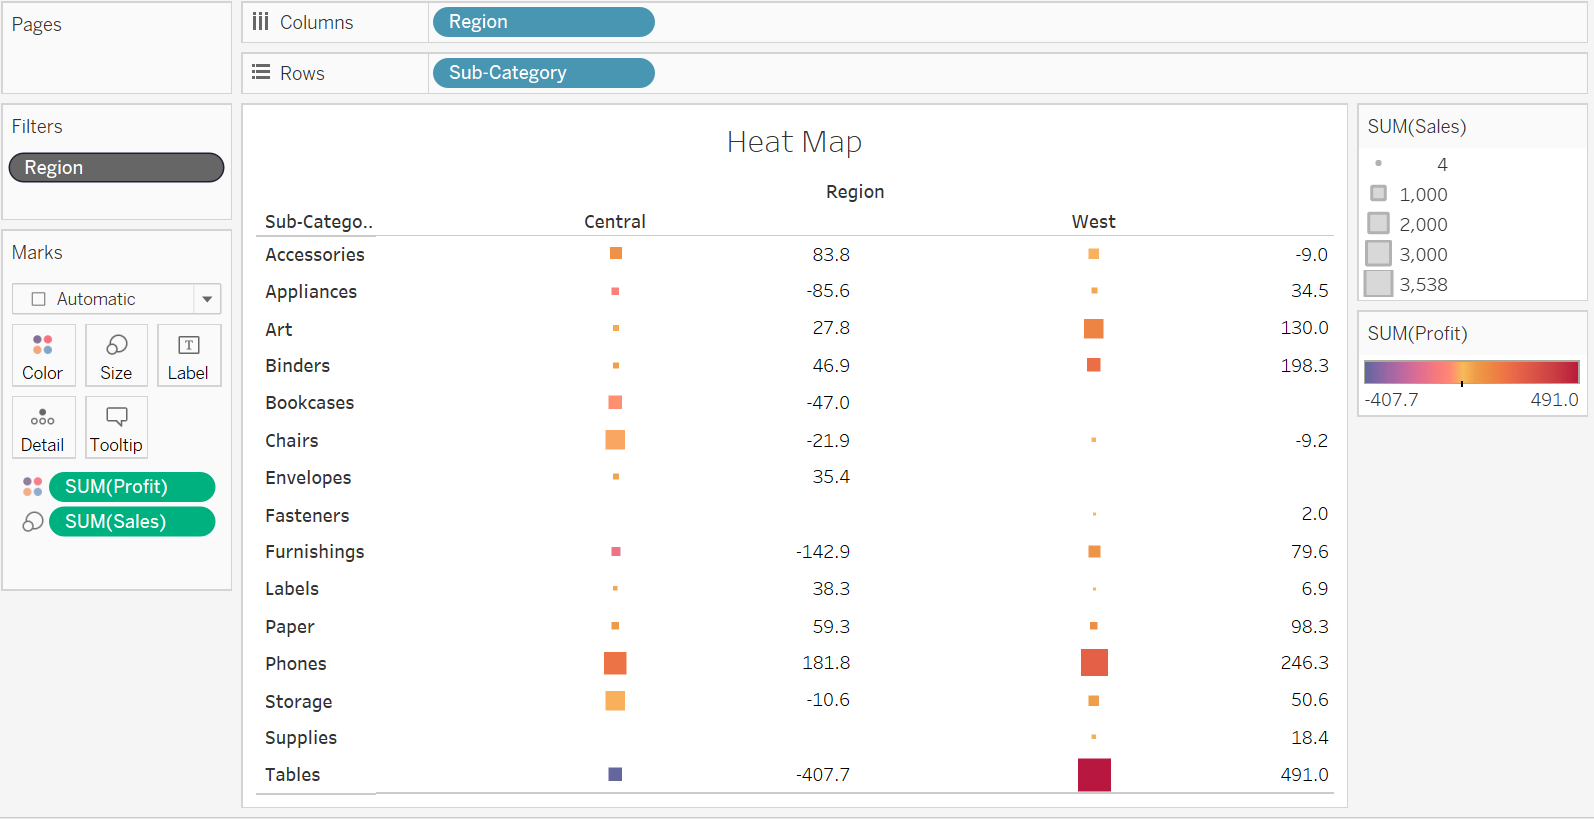 Pages
Columns
Region
Rows
Sub-Category
Filters
Region
Marks
Automatic
Color
Size
T
Label
Detail
Tooltip
SUM(Profit)
SUM(Sales)
Heat Map
Region
Sub-Catego..
Central
West
Accessories 83.8 -9.0
Appliances -85.6 34.5
Art 27.8 130.0
Binders 46.9 198.3
Bookcases -47.0
Chairs -21.9 -9.2
Envelopes 35.4
Fasteners 2.0
Furnishings -142.9 79.6
Labels 38.3 6.9
Paper 59.3 98.3
Phones 181.8 246.3
Storage -10.6 50.6
Supplies 18.4
Tables -407.7 491.0
SUM(Sales)
4
1,000
2,000
3,000
3,538
SUM(Profit)
-407.7 491.0